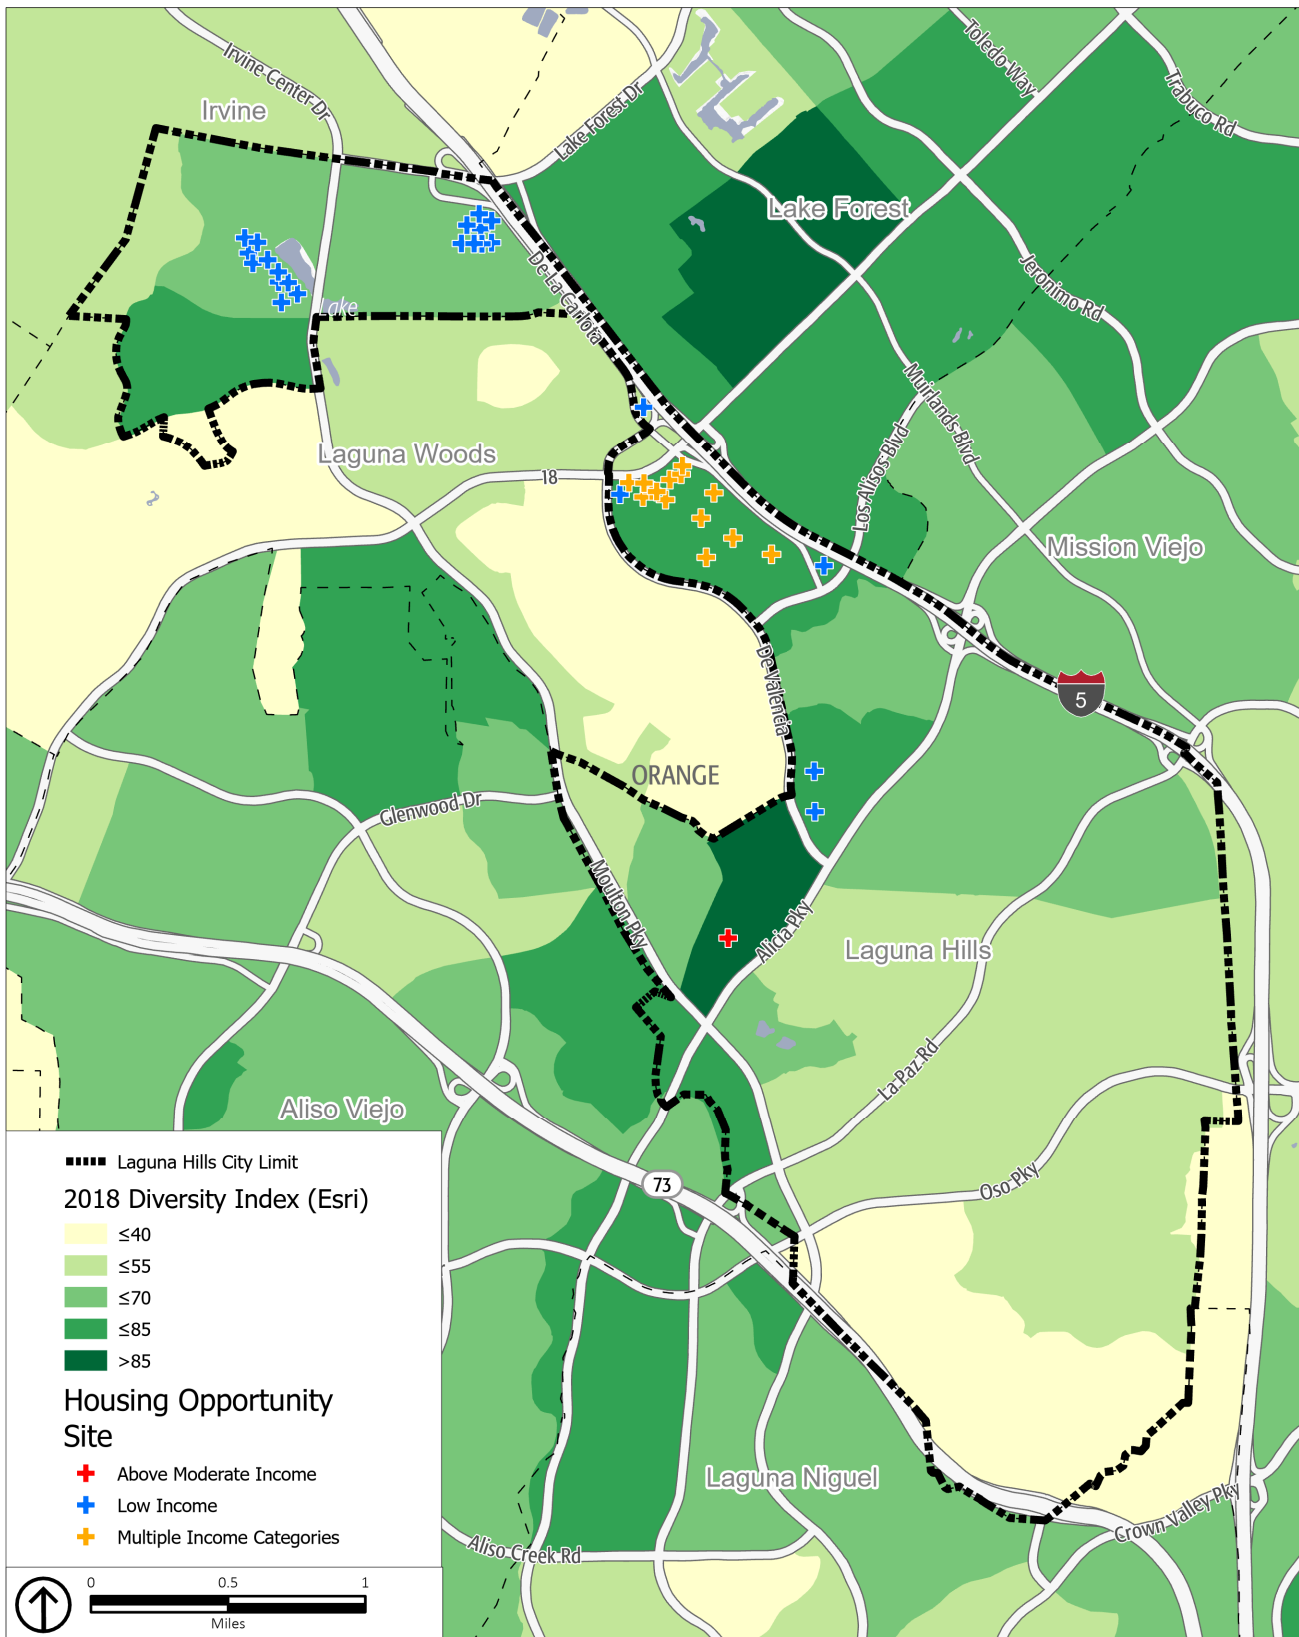 Toledo Way
Irvine Center Dr
Trabuco Rd
Irvine
Lake Forest Dr
Lake Forest
De La Carlota
Jeronimo Rd
Lake
Muirlands Blvd
Laguna Woods
18
Los Alisos Blvd
Mission Viejo
De Valencia
5
ORANGE
Glenwood Dr
Moulton Pky
Alicia Pky
Laguna Hills
La Paz Rd
Aliso Viejo
Oso Pky
73
Laguna Niguel
Crown Valley Pky
Aliso Creek Rd
Laguna Hills City Limit
2018 Diversity Index (Esri)
≤40
≤55
≤70
≤85
>85
Housing Opportunity
Site
Above Moderate Income
Low Income
Multiple Income Categories
0 0.5 1
Miles